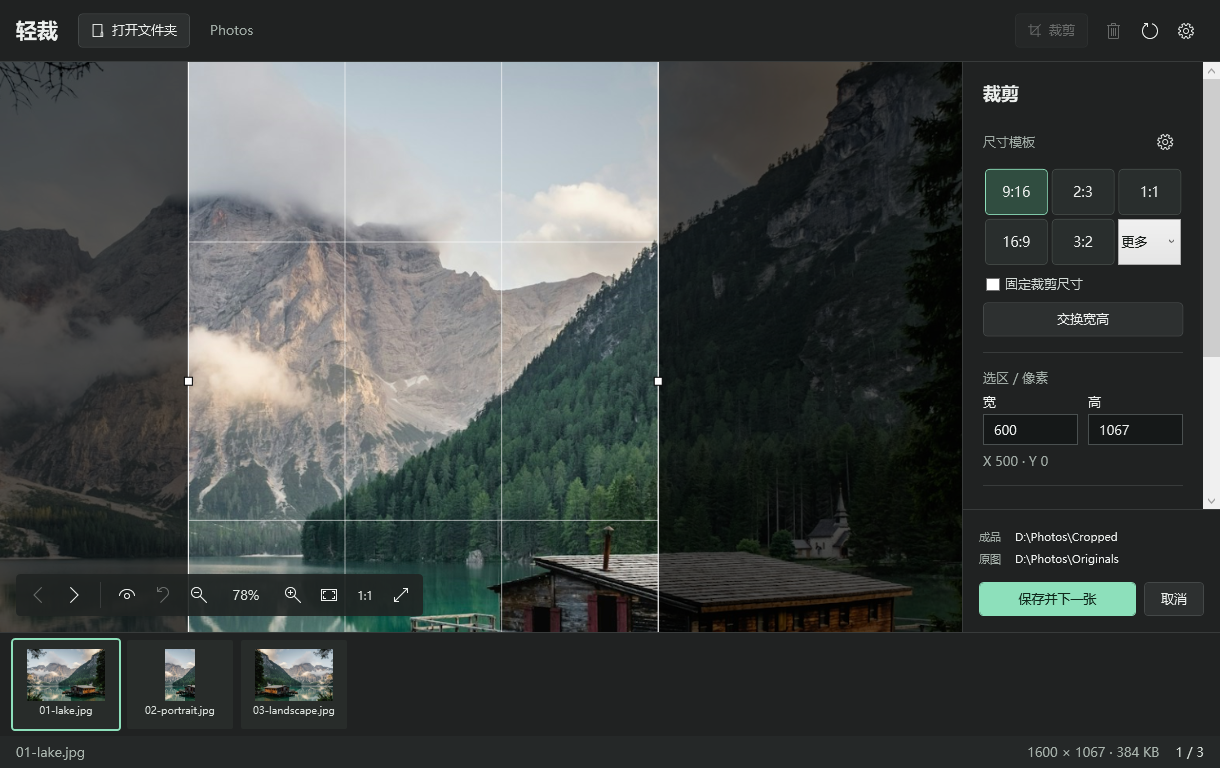 轻裁 打开文件夹 Photos 裁剪
裁剪
尺寸模板
9:16 2:3 1:1
16:9 3:2 更多
固定裁剪尺寸
交换宽高
选区 / 像素
宽 高
600 1067
X 500 · Y 0
成品 D:\Photos\Cropped
原图 D:\Photos\Originals
保存并下一张 取消
78% 1:1
01-lake.jpg 02-portrait.jpg 03-landscape.jpg
01-lake.jpg 1600 × 1067 · 384 KB 1 / 3